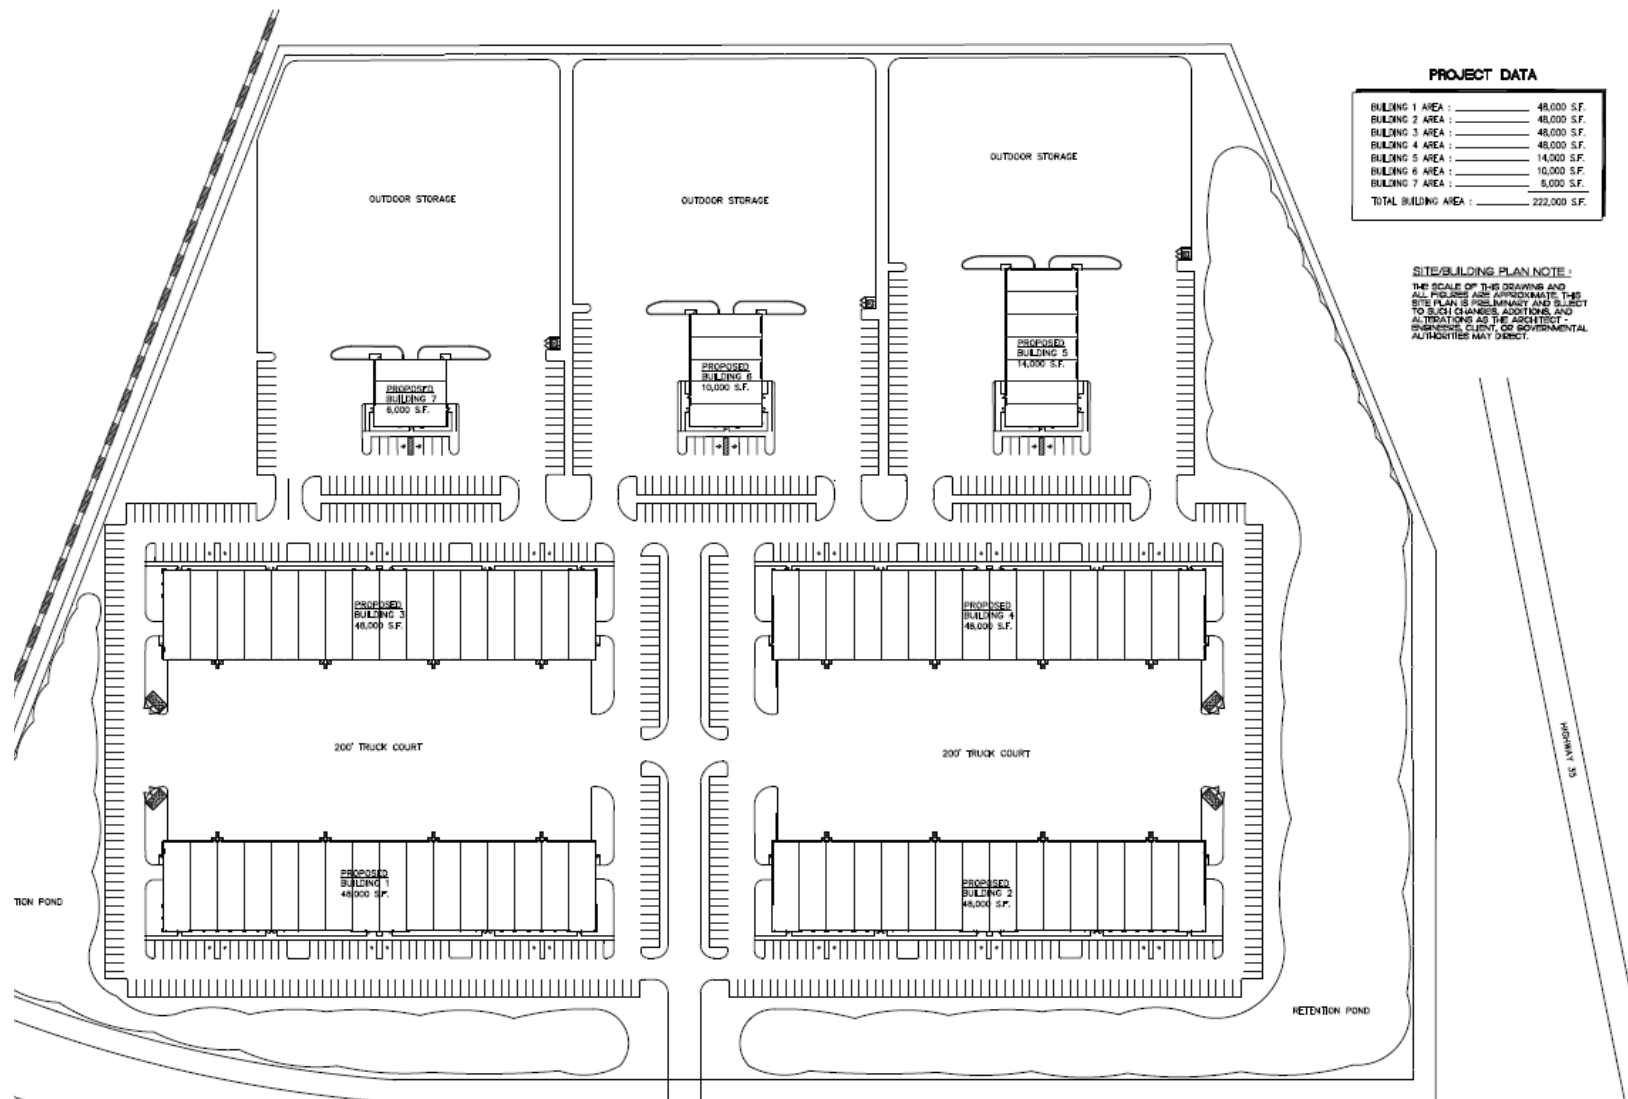 PROJECT DATA
BUILDING 1 AREA : 48,000 S.F.
BUILDING 2 AREA : 48,000 S.F.
BUILDING 3 AREA : 48,000 S.F.
BUILDING 4 AREA : 48,000 S.F.
BUILDING 5 AREA : 14,000 S.F.
BUILDING 6 AREA : 10,000 S.F.
BUILDING 7 AREA : 6,000 S.F.
TOTAL BUILDING AREA : 222,000 S.F.
SITE/BUILDING PLAN NOTE :
THE SCALE OF THIS DRAWING AND
ALL FIGURES ARE APPROXIMATE. THIS
SITE PLAN IS PRELIMINARY AND SUBJECT
TO SUCH CHANGES, ADDITIONS, AND
ALTERATIONS AS THE ARCHITECT -
ENGINEERS, CLIENT, OR GOVERNMENTAL
AUTHORITIES MAY DIRECT.
OUTDOOR STORAGE
OUTDOOR STORAGE
OUTDOOR STORAGE
PROPOSED
BUILDING 7
6,000 S.F.
PROPOSED
BUILDING 6
10,000 S.F.
PROPOSED
BUILDING 5
14,000 S.F.
PROPOSED
BUILDING 3
48,000 S.F.
PROPOSED
BUILDING 4
48,000 S.F.
200' TRUCK COURT
200' TRUCK COURT
HIGHWAY 35
PROPOSED
BUILDING 1
48,000 S.F.
PROPOSED
BUILDING 2
48,000 S.F.
TION POND
RETENTION POND